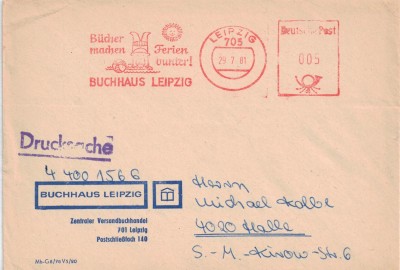 Bücher
machen Ferien
bunter!
BUCHHAUS LEIPZIG
LEIPZIG
705
29.7.81
Deutsche Post
005
Drucksache
4 400 156 6
BUCHHAUS LEIPZIG
Zentraler Versandbuchhandel
701 Leipzig
Postschließfach 140
Herrn
Michael Kolbe
4020 Halle
S.-M.-Kirow-Str. 6